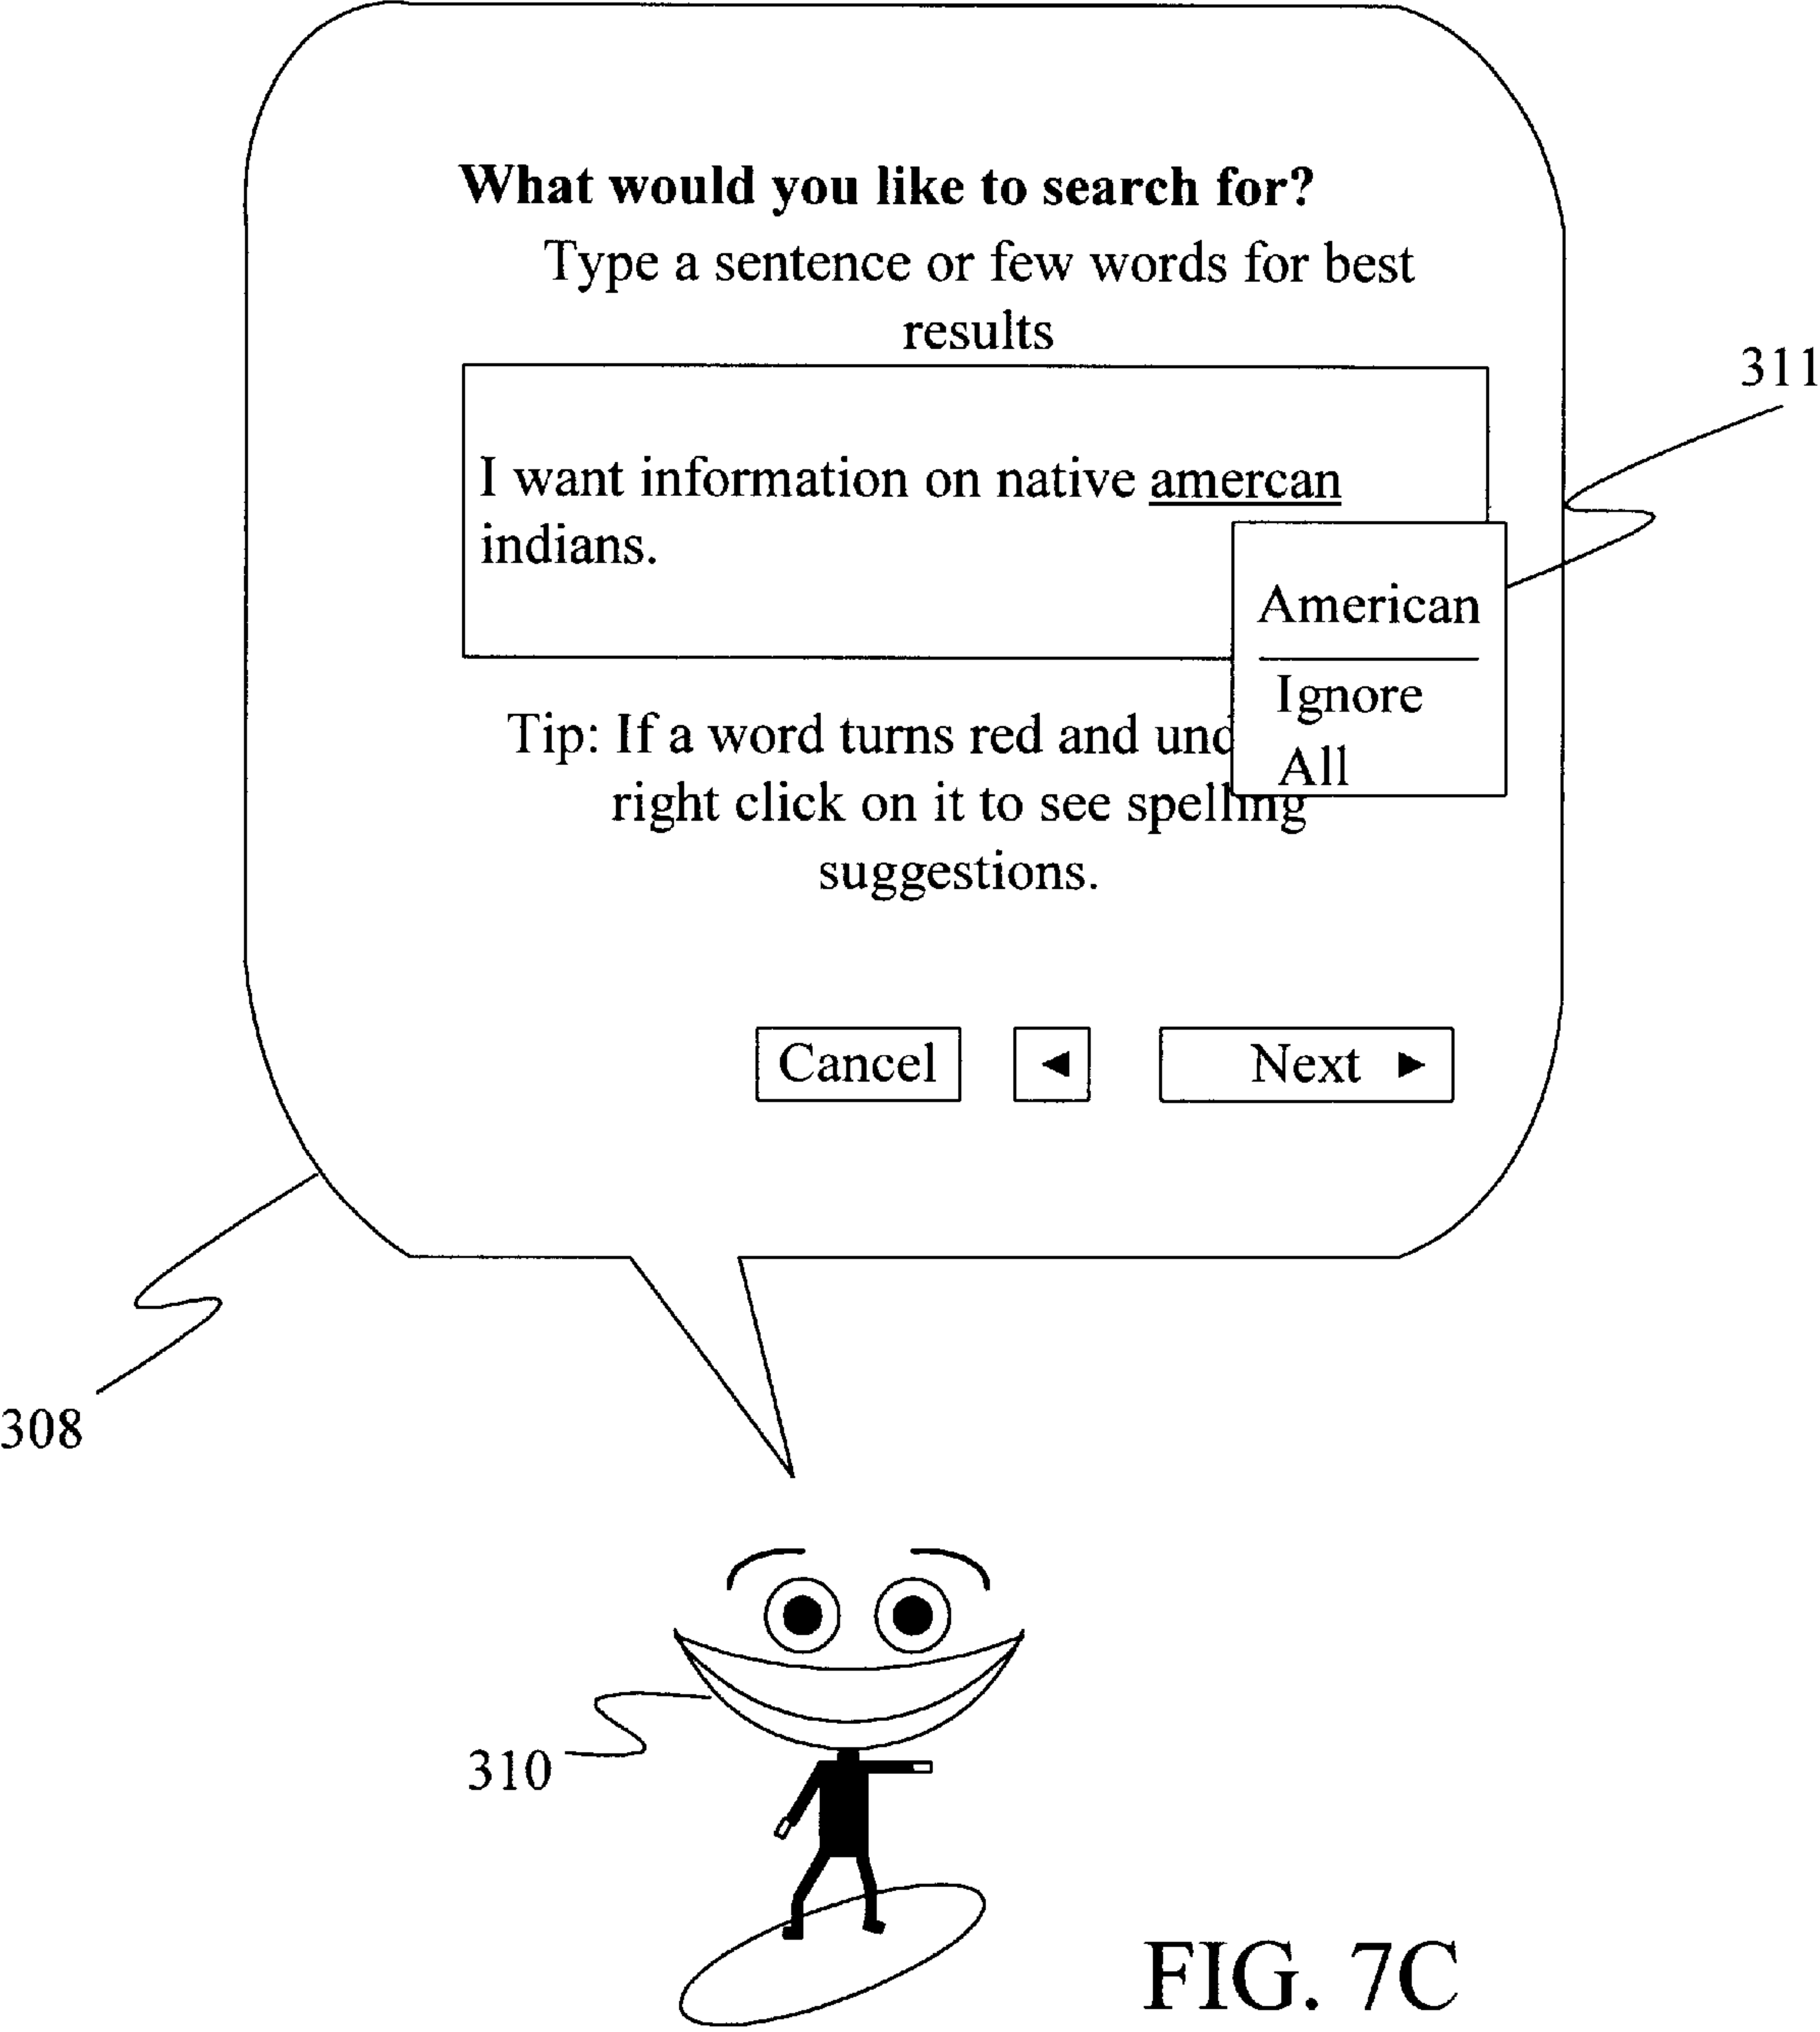 What would you like to search for?
Type a sentence or few words for best
results
311
I want information on native amercan
indians.
American
Ignore
All
Tip: If a word turns red and
right click on it to see spelling
suggestions.
Cancel ◄ Next ►
308
310
FIG. 7C